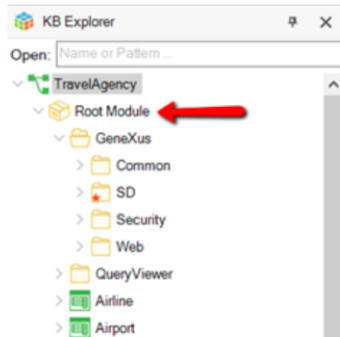 KB Explorer
Open: Name or Pattern ...
TravelAgency
Root Module
GeneXus
Common
SD
Security
Web
QueryViewer
Airline
Airport